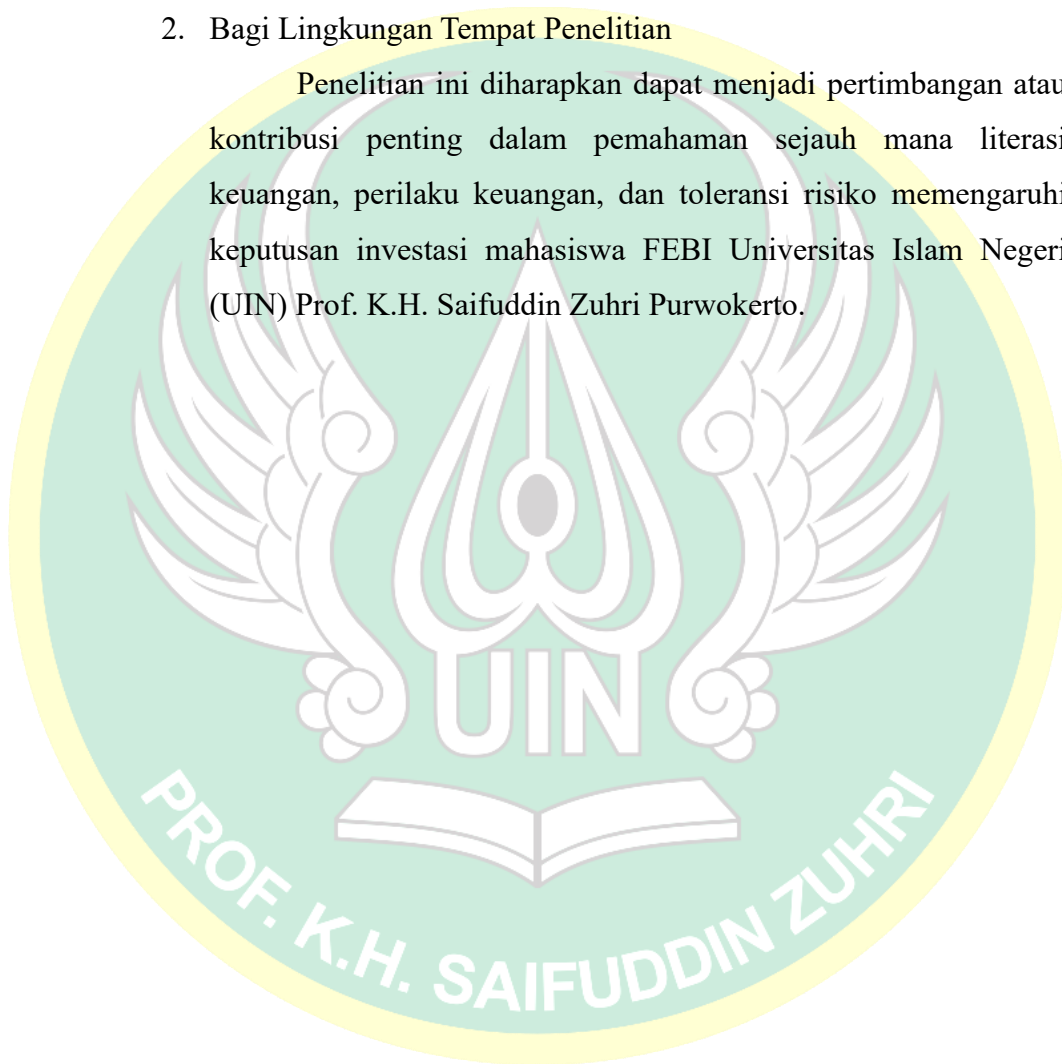 2. Bagi Lingkungan Tempat Penelitian
Penelitian ini diharapkan dapat menjadi pertimbangan atau
kontribusi penting dalam pemahaman sejauh mana literasi
keuangan, perilaku keuangan, dan toleransi risiko memengaruhi
keputusan investasi mahasiswa FEBI Universitas Islam Negeri
(UIN) Prof. K.H. Saifuddin Zuhri Purwokerto.
UIN
PROF. K.H. SAIFUDDIN ZUHRI